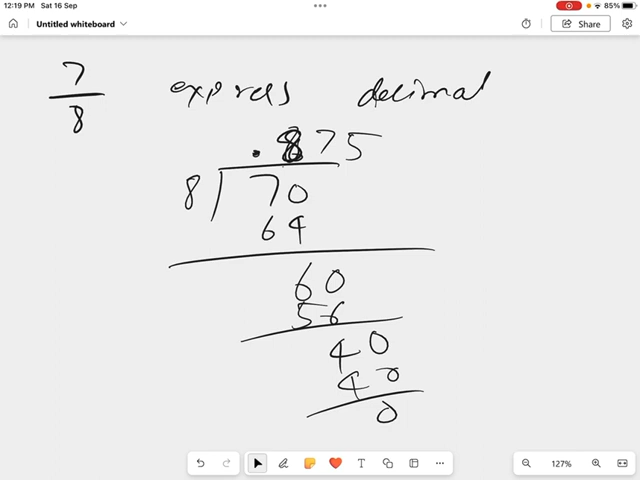 12:19 PM Sat 16 Sep 85%
Untitled whiteboard Share
7
8
express decimal
.875
8 70
64
60
56
40
40
0
T 127%